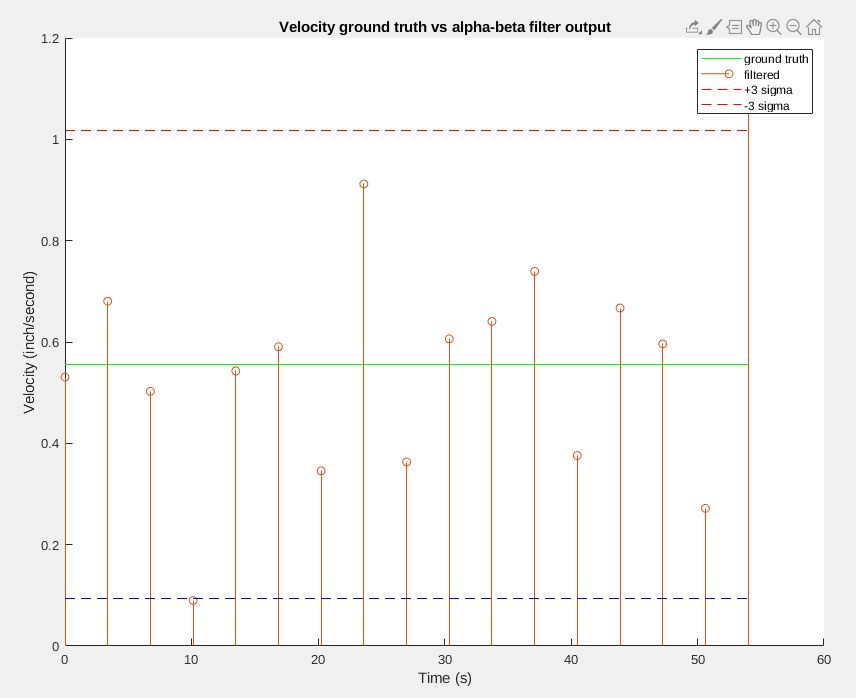 Velocity ground truth vs alpha-beta filter output
ground truth
filtered
+3 sigma
-3 sigma
1.2
1
0.8
0.6
0.4
0.2
0
Velocity (inch/second)
0 10 20 30 40 50 60
Time (s)